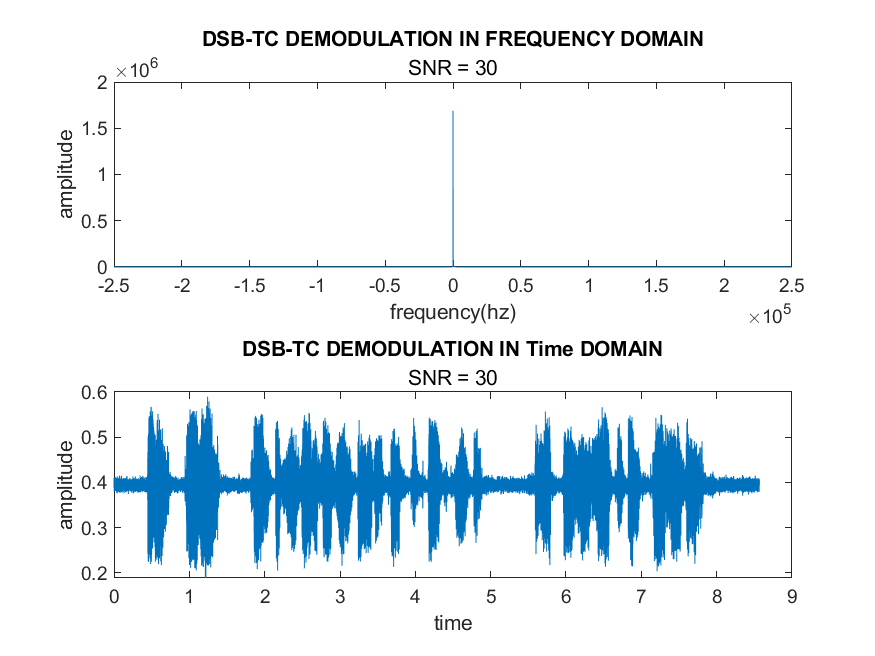 DSB-TC DEMODULATION IN FREQUENCY DOMAIN
SNR = 30
×10^6
2
1.5
1
0.5
0
amplitude
-2.5 -2 -1.5 -1 -0.5 0 0.5 1 1.5 2 2.5
frequency(hz)
×10^5
DSB-TC DEMODULATION IN Time DOMAIN
SNR = 30
0.6
0.5
0.4
0.3
0.2
amplitude
0 1 2 3 4 5 6 7 8 9
time